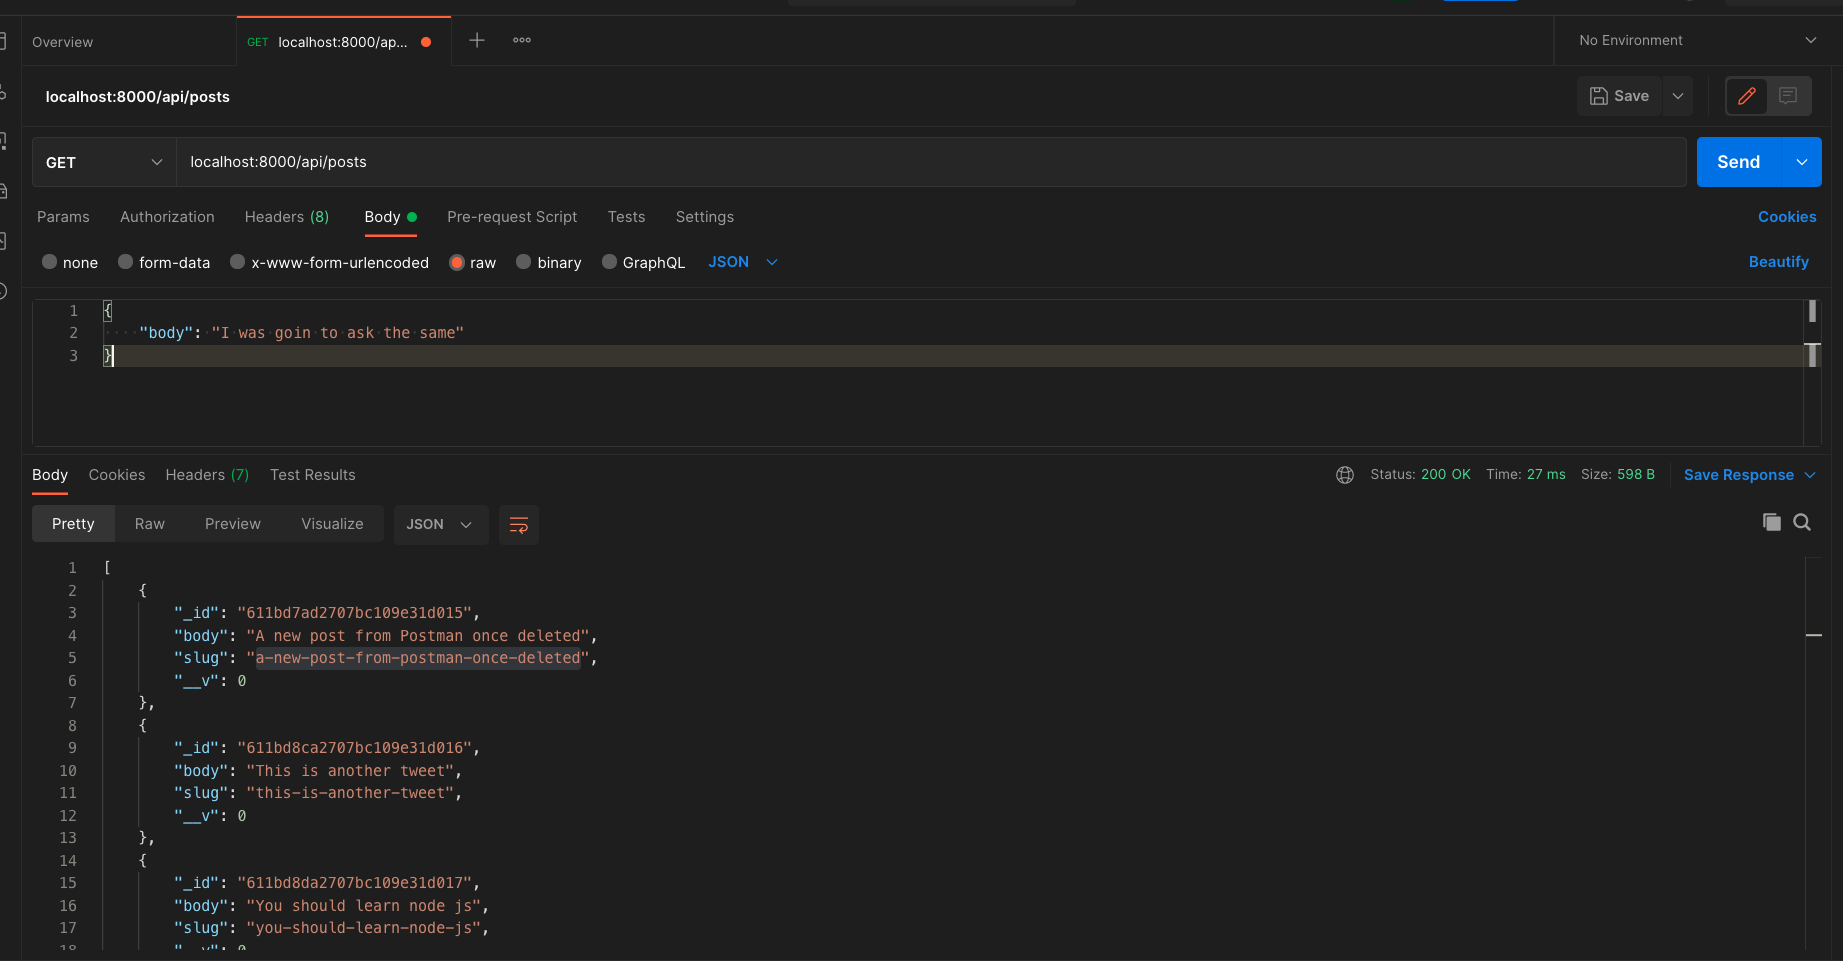 Overview
GET localhost:8000/ap...
No Environment
localhost:8000/api/posts
Save
GET localhost:8000/api/posts Send
Params Authorization Headers (8) Body Pre-request Script Tests Settings Cookies
none form-data x-www-form-urlencoded raw binary GraphQL JSON Beautify
1 {
2 "body": "I was goin to ask the same"
3 }
Body Cookies Headers (7) Test Results Status: 200 OK Time: 27 ms Size: 598 B Save Response
Pretty Raw Preview Visualize JSON
1 [
2 {
3 "_id": "611bd7ad2707bc109e31d015",
4 "body": "A new post from Postman once deleted",
5 "slug": "a-new-post-from-postman-once-deleted",
6 "__v": 0
7 },
8 {
9 "_id": "611bd8ca2707bc109e31d016",
10 "body": "This is another tweet",
11 "slug": "this-is-another-tweet",
12 "__v": 0
13 },
14 {
15 "_id": "611bd8da2707bc109e31d017",
16 "body": "You should learn node js",
17 "slug": "you-should-learn-node-js",
18 "__v": 0